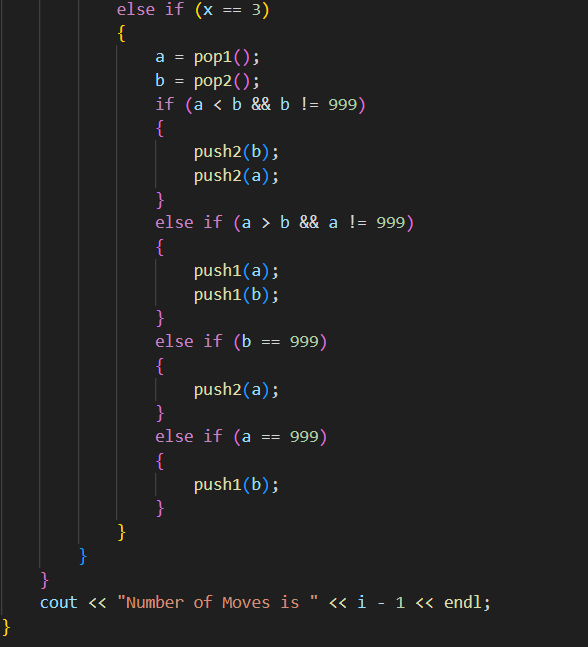 else if (x == 3)
{
a = pop1();
b = pop2();
if (a < b && b != 999)
{
push2(b);
push2(a);
}
else if (a > b && a != 999)
{
push1(a);
push1(b);
}
else if (b == 999)
{
push2(a);
}
else if (a == 999)
{
push1(b);
}
}
}
}
cout << "Number of Moves is " << i - 1 << endl;
}